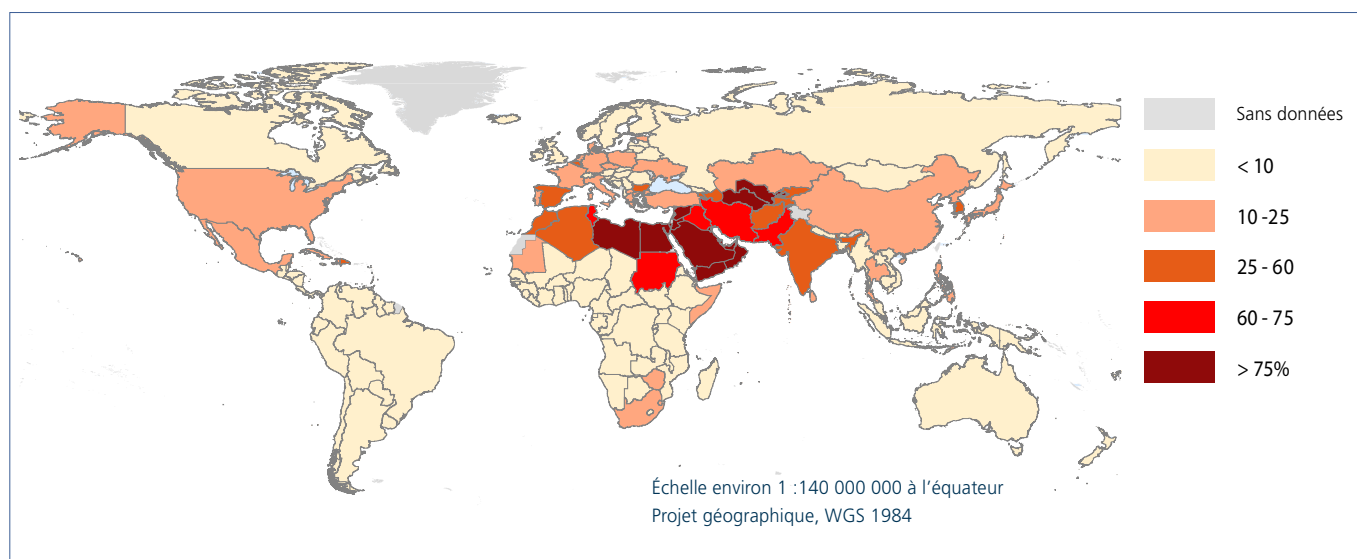 Sans données
< 10
10 -25
25 - 60
60 - 75
> 75%
Échelle environ 1 :140 000 000 à l’équateur
Projet géographique, WGS 1984